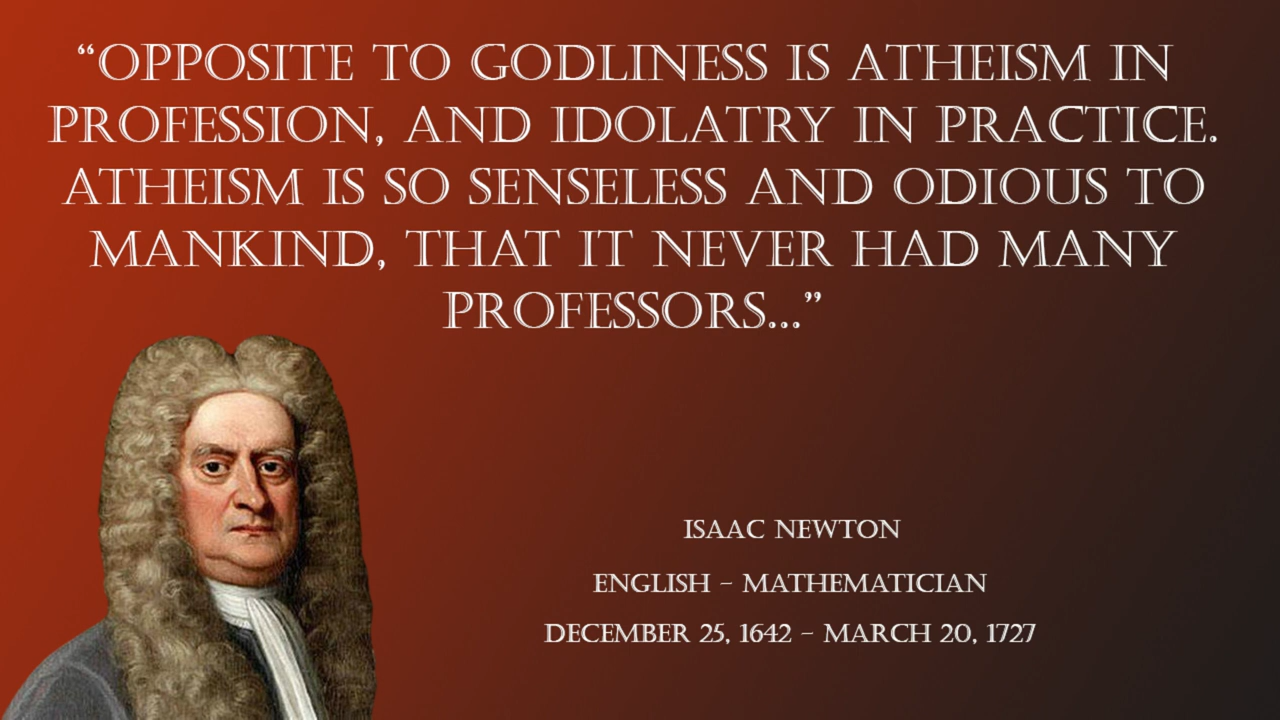 “OPPOSITE TO GODLINESS IS ATHEISM IN
PROFESSION, AND IDOLATRY IN PRACTICE.
ATHEISM IS SO SENSELESS AND ODIOUS TO
MANKIND, THAT IT NEVER HAD MANY
PROFESSORS...”
ISAAC NEWTON
ENGLISH – MATHEMATICIAN
DECEMBER 25, 1642 – MARCH 20, 1727